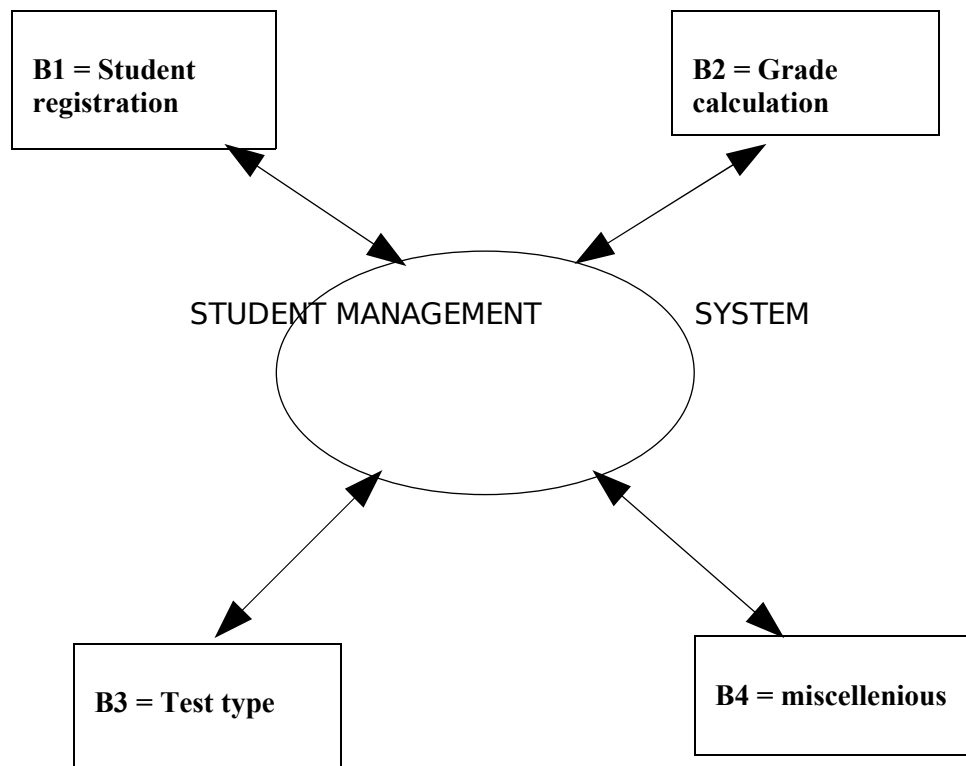 B1 = Student
registration
B2 = Grade
calculation
STUDENT MANAGEMENT SYSTEM
B3 = Test type
B4 = miscellenious